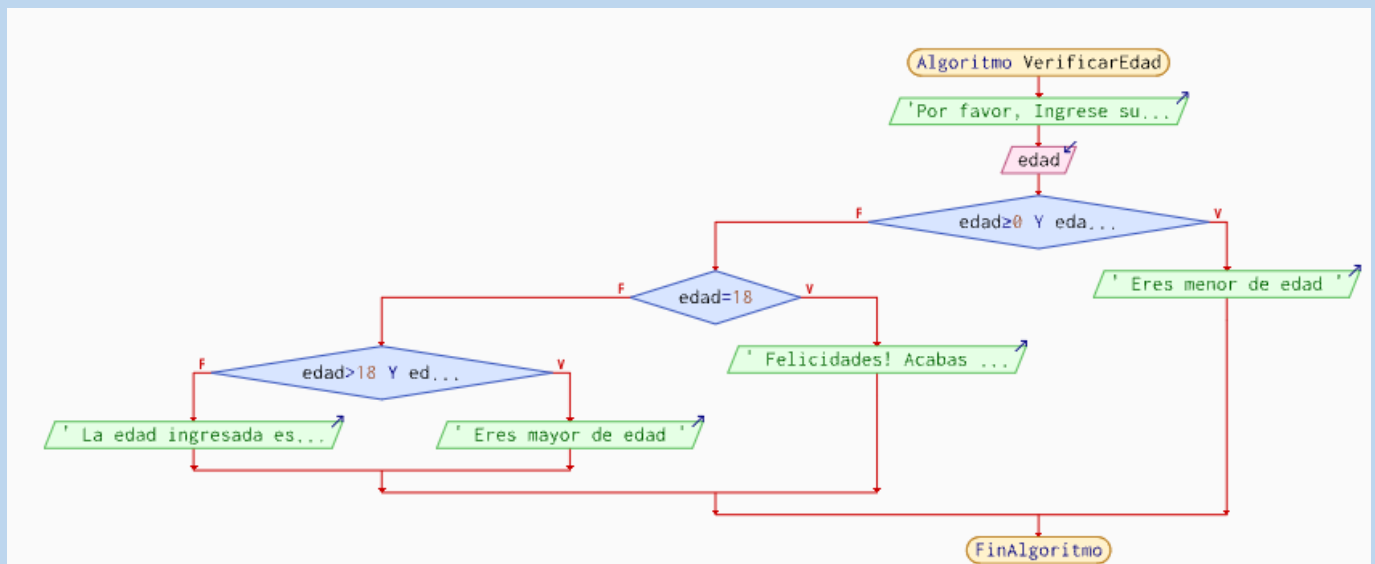 Algoritmo VerificarEdad
'Por favor, Ingrese su...
edad
edad≥0 Y eda...
F
V
' Eres menor de edad '
edad=18
F
V
' Felicidades! Acabas ...
edad>18 Y ed...
F
V
' La edad ingresada es...
' Eres mayor de edad '
FinAlgoritmo